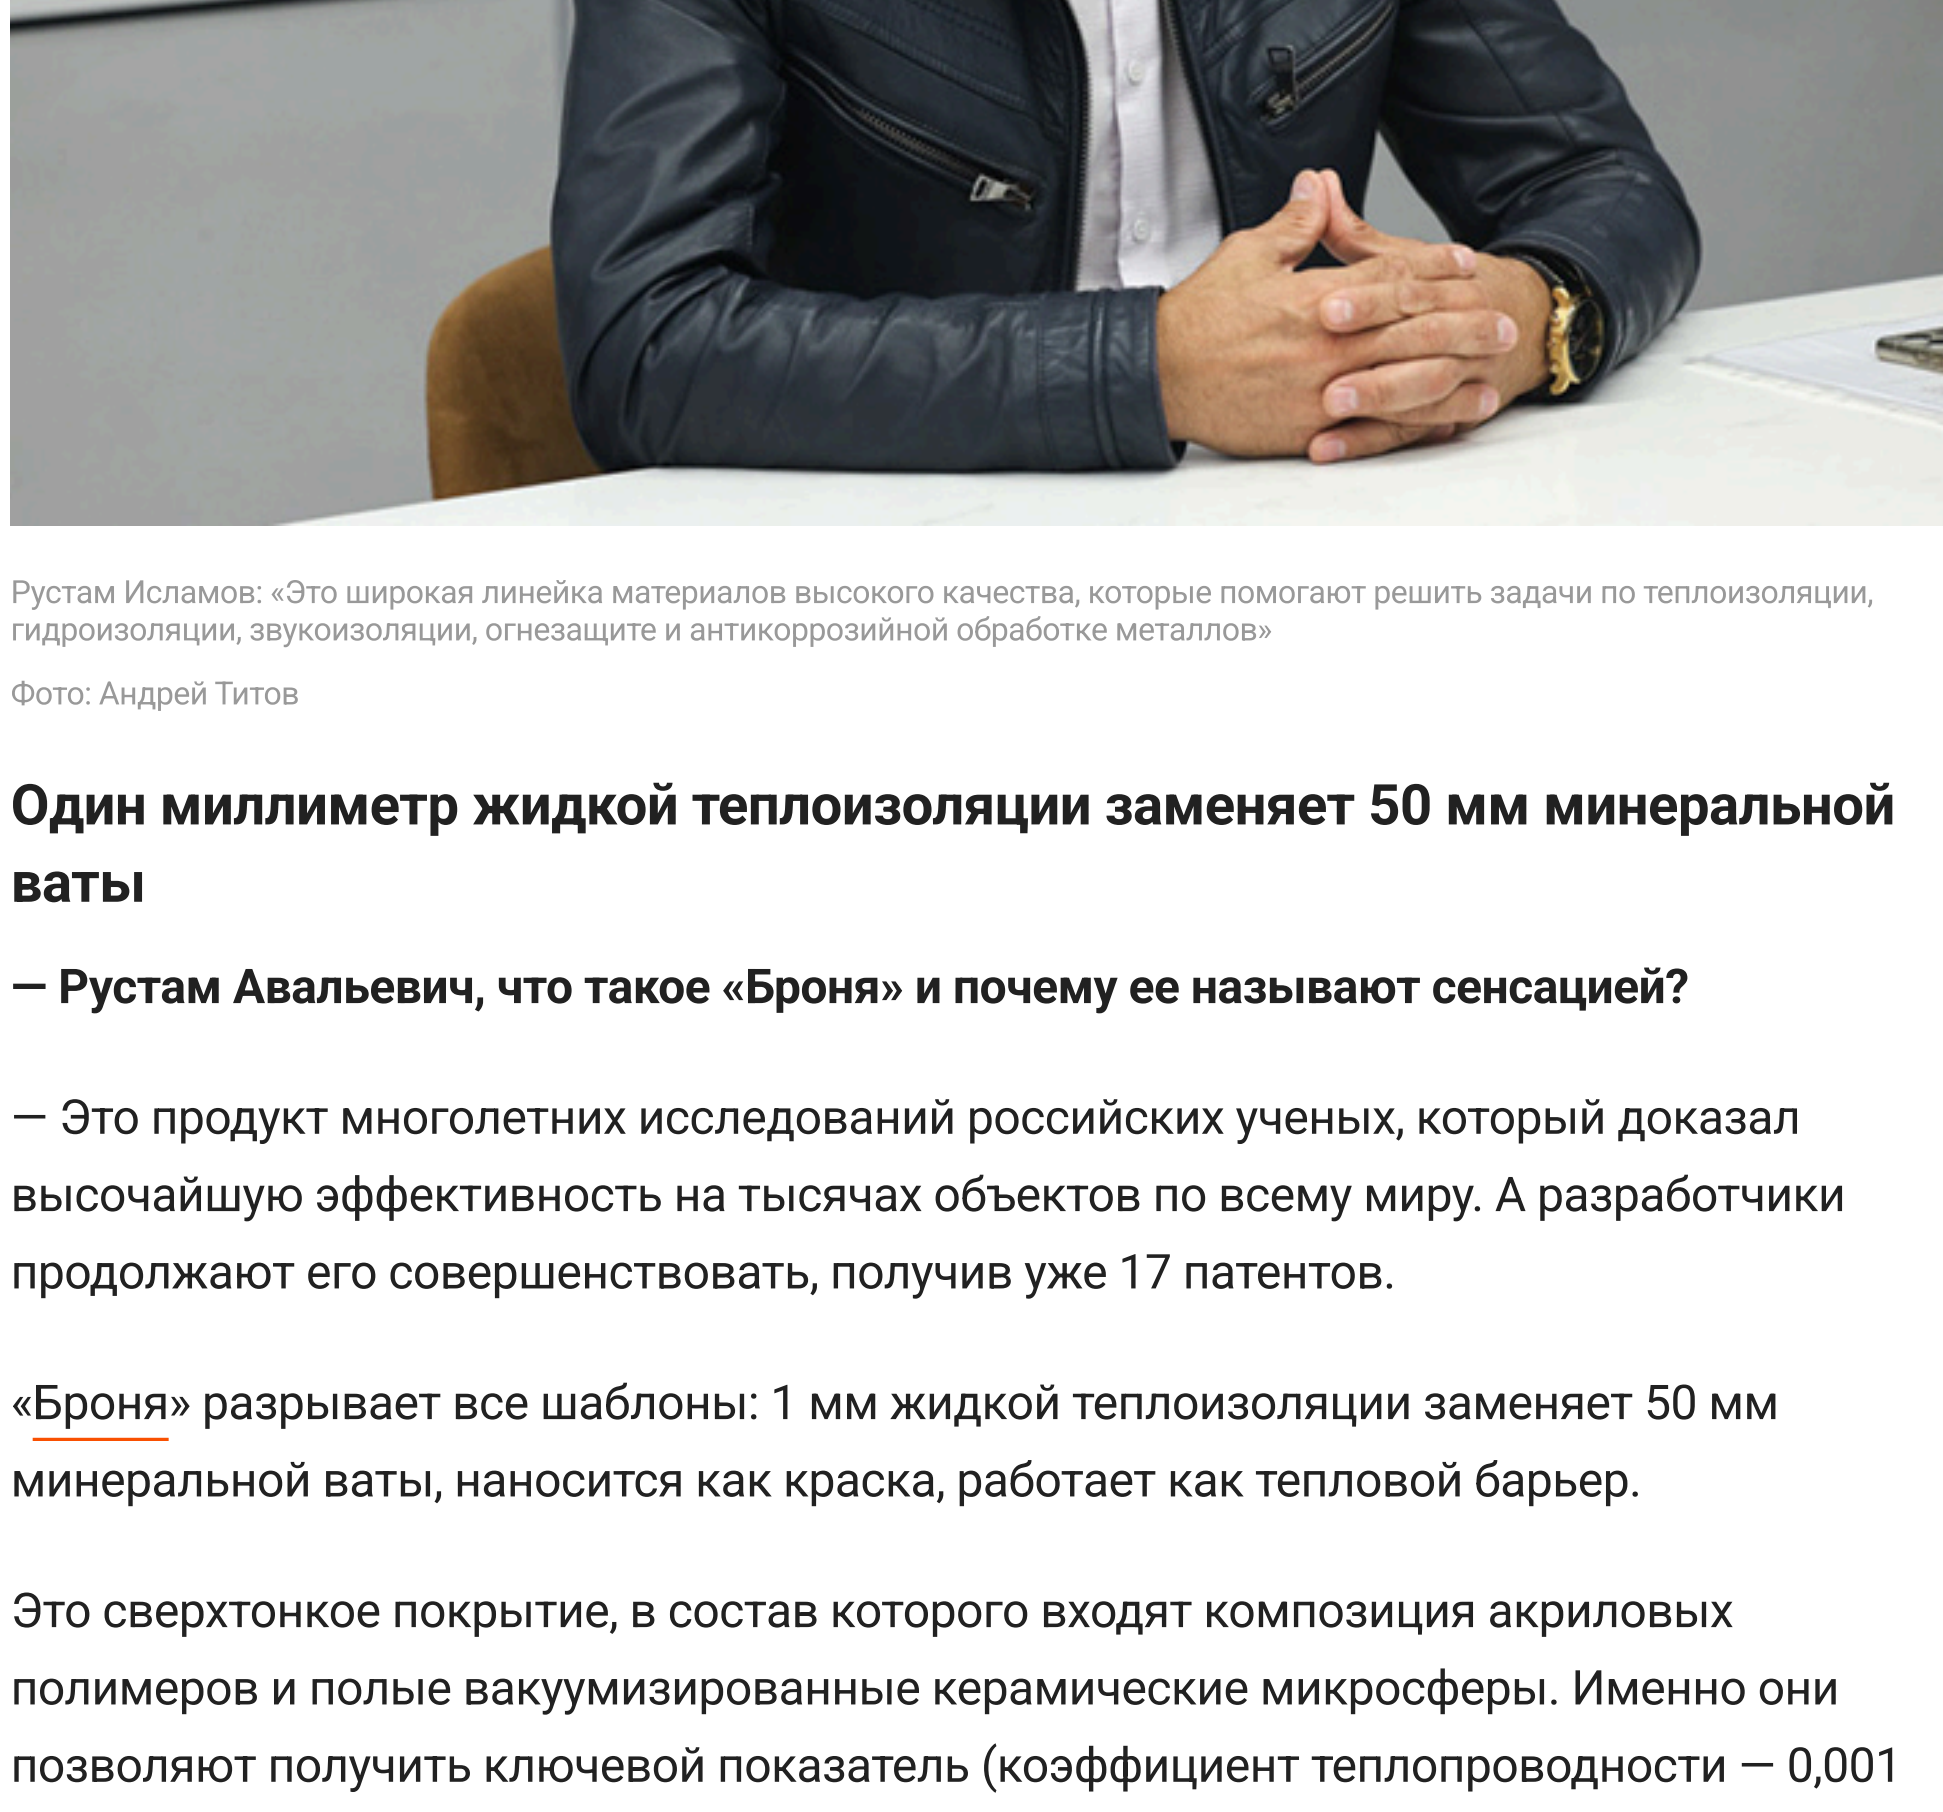 Рустам Исламов: «Это широкая линейка материалов высокого качества, которые помогают решить задачи по теплоизоляции,
гидроизоляции, звукоизоляции, огнезащите и антикоррозийной обработке металлов»
Фото: Андрей Титов
Один миллиметр жидкой теплоизоляции заменяет 50 мм минеральной
ваты
— Рустам Авальевич, что такое «Броня» и почему ее называют сенсацией?
— Это продукт многолетних исследований российских ученых, который доказал
высочайшую эффективность на тысячах объектов по всему миру. А разработчики
продолжают его совершенствовать, получив уже 17 патентов.
«Броня» разрывает все шаблоны: 1 мм жидкой теплоизоляции заменяет 50 мм
минеральной ваты, наносится как краска, работает как тепловой барьер.
Это сверхтонкое покрытие, в состав которого входят композиция акриловых
полимеров и полые вакуумизированные керамические микросферы. Именно они
позволяют получить ключевой показатель (коэффициент теплопроводности — 0,001